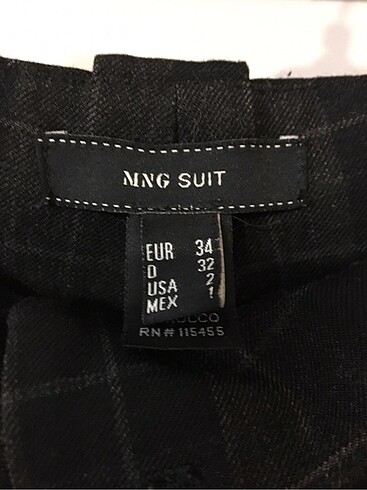 MNG SUIT
EUR 34
D 32
USA 2
MEX 1
RN# 115455